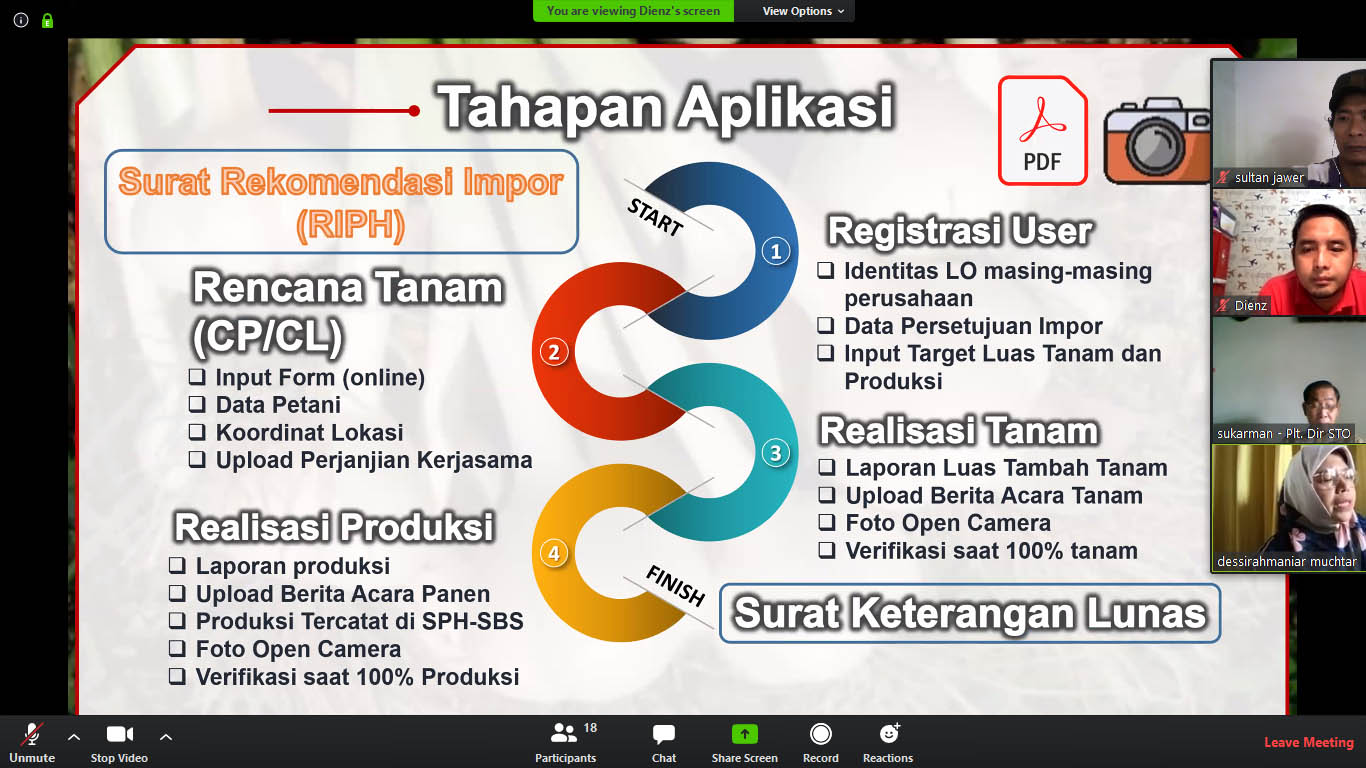 You are viewing Dienz's screen
View Options
Tahapan Aplikasi
PDF
Surat Rekomendasi Impor
(RIPH)
START
1
Registrasi User
❑ Identitas LO masing-masing
perusahaan
❑ Data Persetujuan Impor
❑ Input Target Luas Tanam dan
Produksi
Rencana Tanam
(CP/CL)
❑ Input Form (online)
❑ Data Petani
❑ Koordinat Lokasi
❑ Upload Perjanjian Kerjasama
2
3
Realisasi Tanam
❑ Laporan Luas Tambah Tanam
❑ Upload Berita Acara Tanam
❑ Foto Open Camera
❑ Verifikasi saat 100% tanam
Realisasi Produksi
❑ Laporan produksi
❑ Upload Berita Acara Panen
❑ Produksi Tercatat di SPH-SBS
❑ Foto Open Camera
❑ Verifikasi saat 100% Produksi
4
FINISH
Surat Keterangan Lunas
sultan jawer
Dienz
sukarman - Plt. Dir STO
dessirahmaniar muchtar
Unmute
Stop Video
Participants
18
Chat
Share Screen
Record
Reactions
Leave Meeting